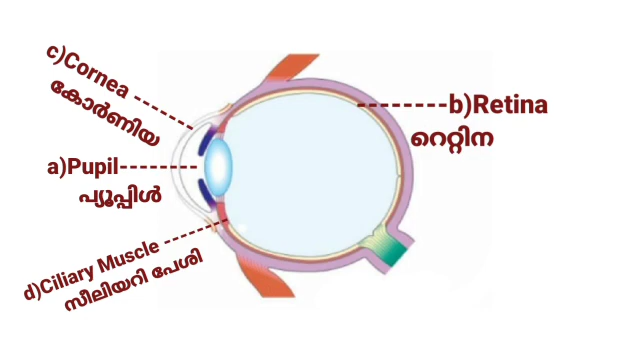 c)Cornea
കോർണിയ
b)Retina
റെറ്റിന
a)Pupil
പ്യൂപ്പിൾ
d)Ciliary Muscle
സീലിയറി പേശി